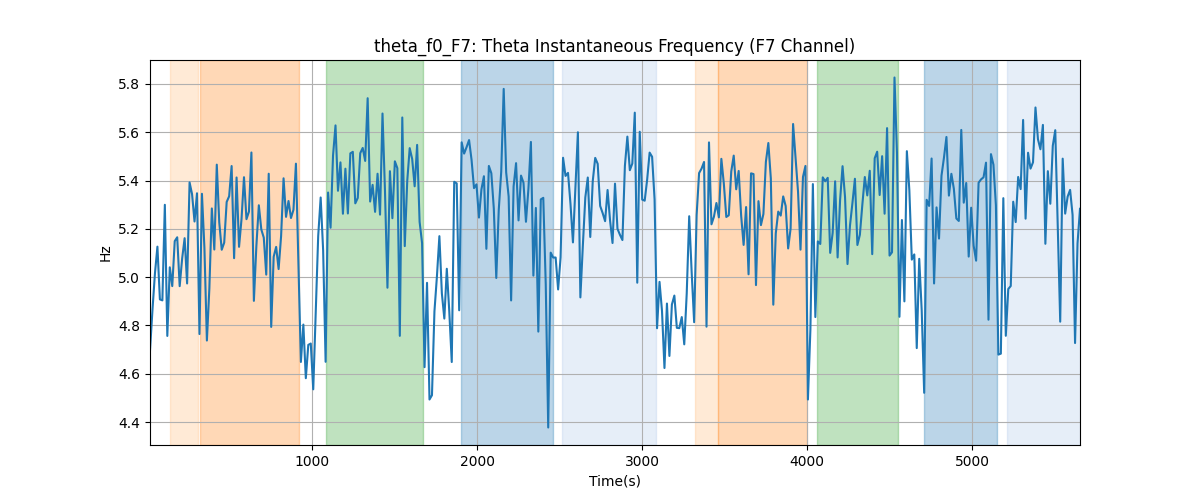 theta_f0_F7: Theta Instantaneous Frequency (F7 Channel)
5.8
5.6
5.4
5.2
5.0
4.8
4.6
4.4
Hz
1000 2000 3000 4000 5000
Time(s)